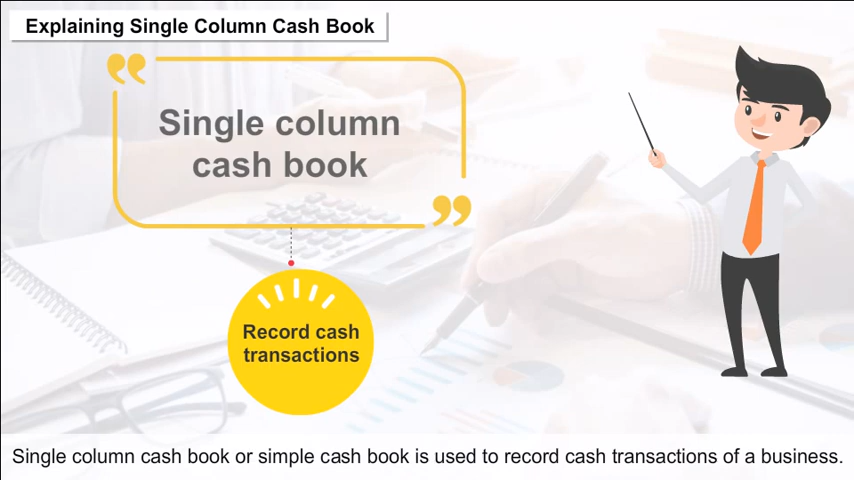 Explaining Single Column Cash Book
Single column
cash book
Record cash
transactions
Single column cash book or simple cash book is used to record cash transactions of a business.